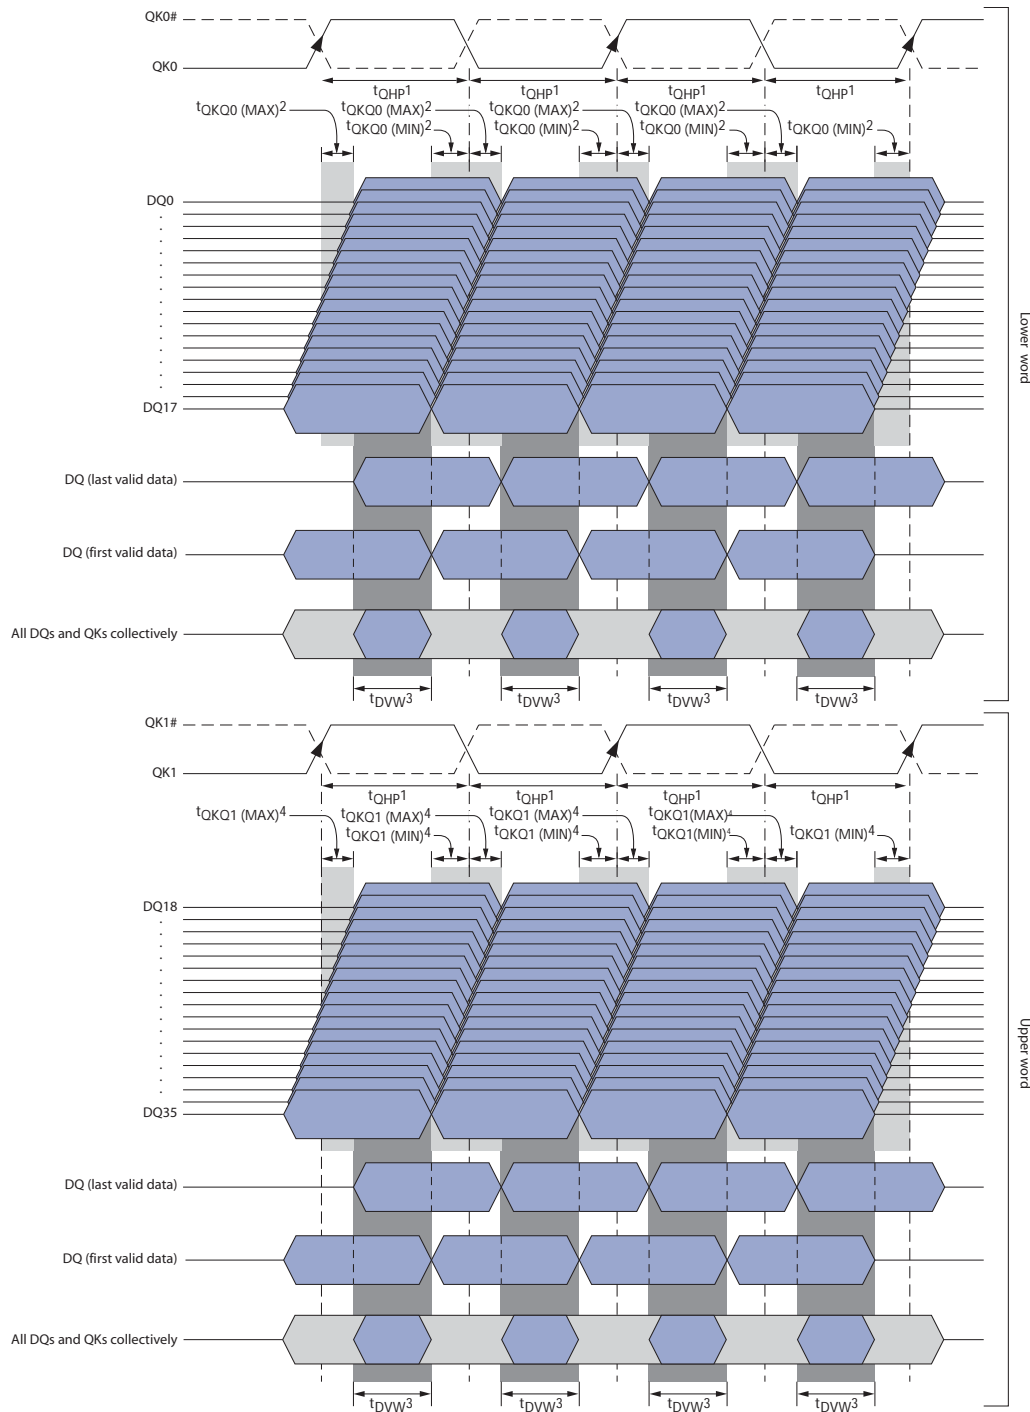 QK0#
QK0
tQHP1 tQHP1 tQHP1 tQHP1
tQKQ0 (MAX)2 tQKQ0 (MAX)2 tQKQ0 (MAX)2 tQKQ0 (MAX)2
tQKQ0 (MIN)2 tQKQ0 (MIN)2 tQKQ0 (MIN)2 tQKQ0 (MIN)2
DQ0
DQ17
DQ (last valid data)
DQ (first valid data)
All DQs and QKs collectively
tDVW3 tDVW3 tDVW3 tDVW3
Lower word
QK1#
QK1
tQHP1 tQHP1 tQHP1 tQHP1
tQKQ1 (MAX)4 tQKQ1 (MAX)4 tQKQ1 (MAX)4 tQKQ1(MAX)4
tQKQ1 (MIN)4 tQKQ1 (MIN)4 tQKQ1(MIN)4 tQKQ1 (MIN)4
DQ18
DQ35
DQ (last valid data)
DQ (first valid data)
All DQs and QKs collectively
tDVW3 tDVW3 tDVW3 tDVW3
Upper word